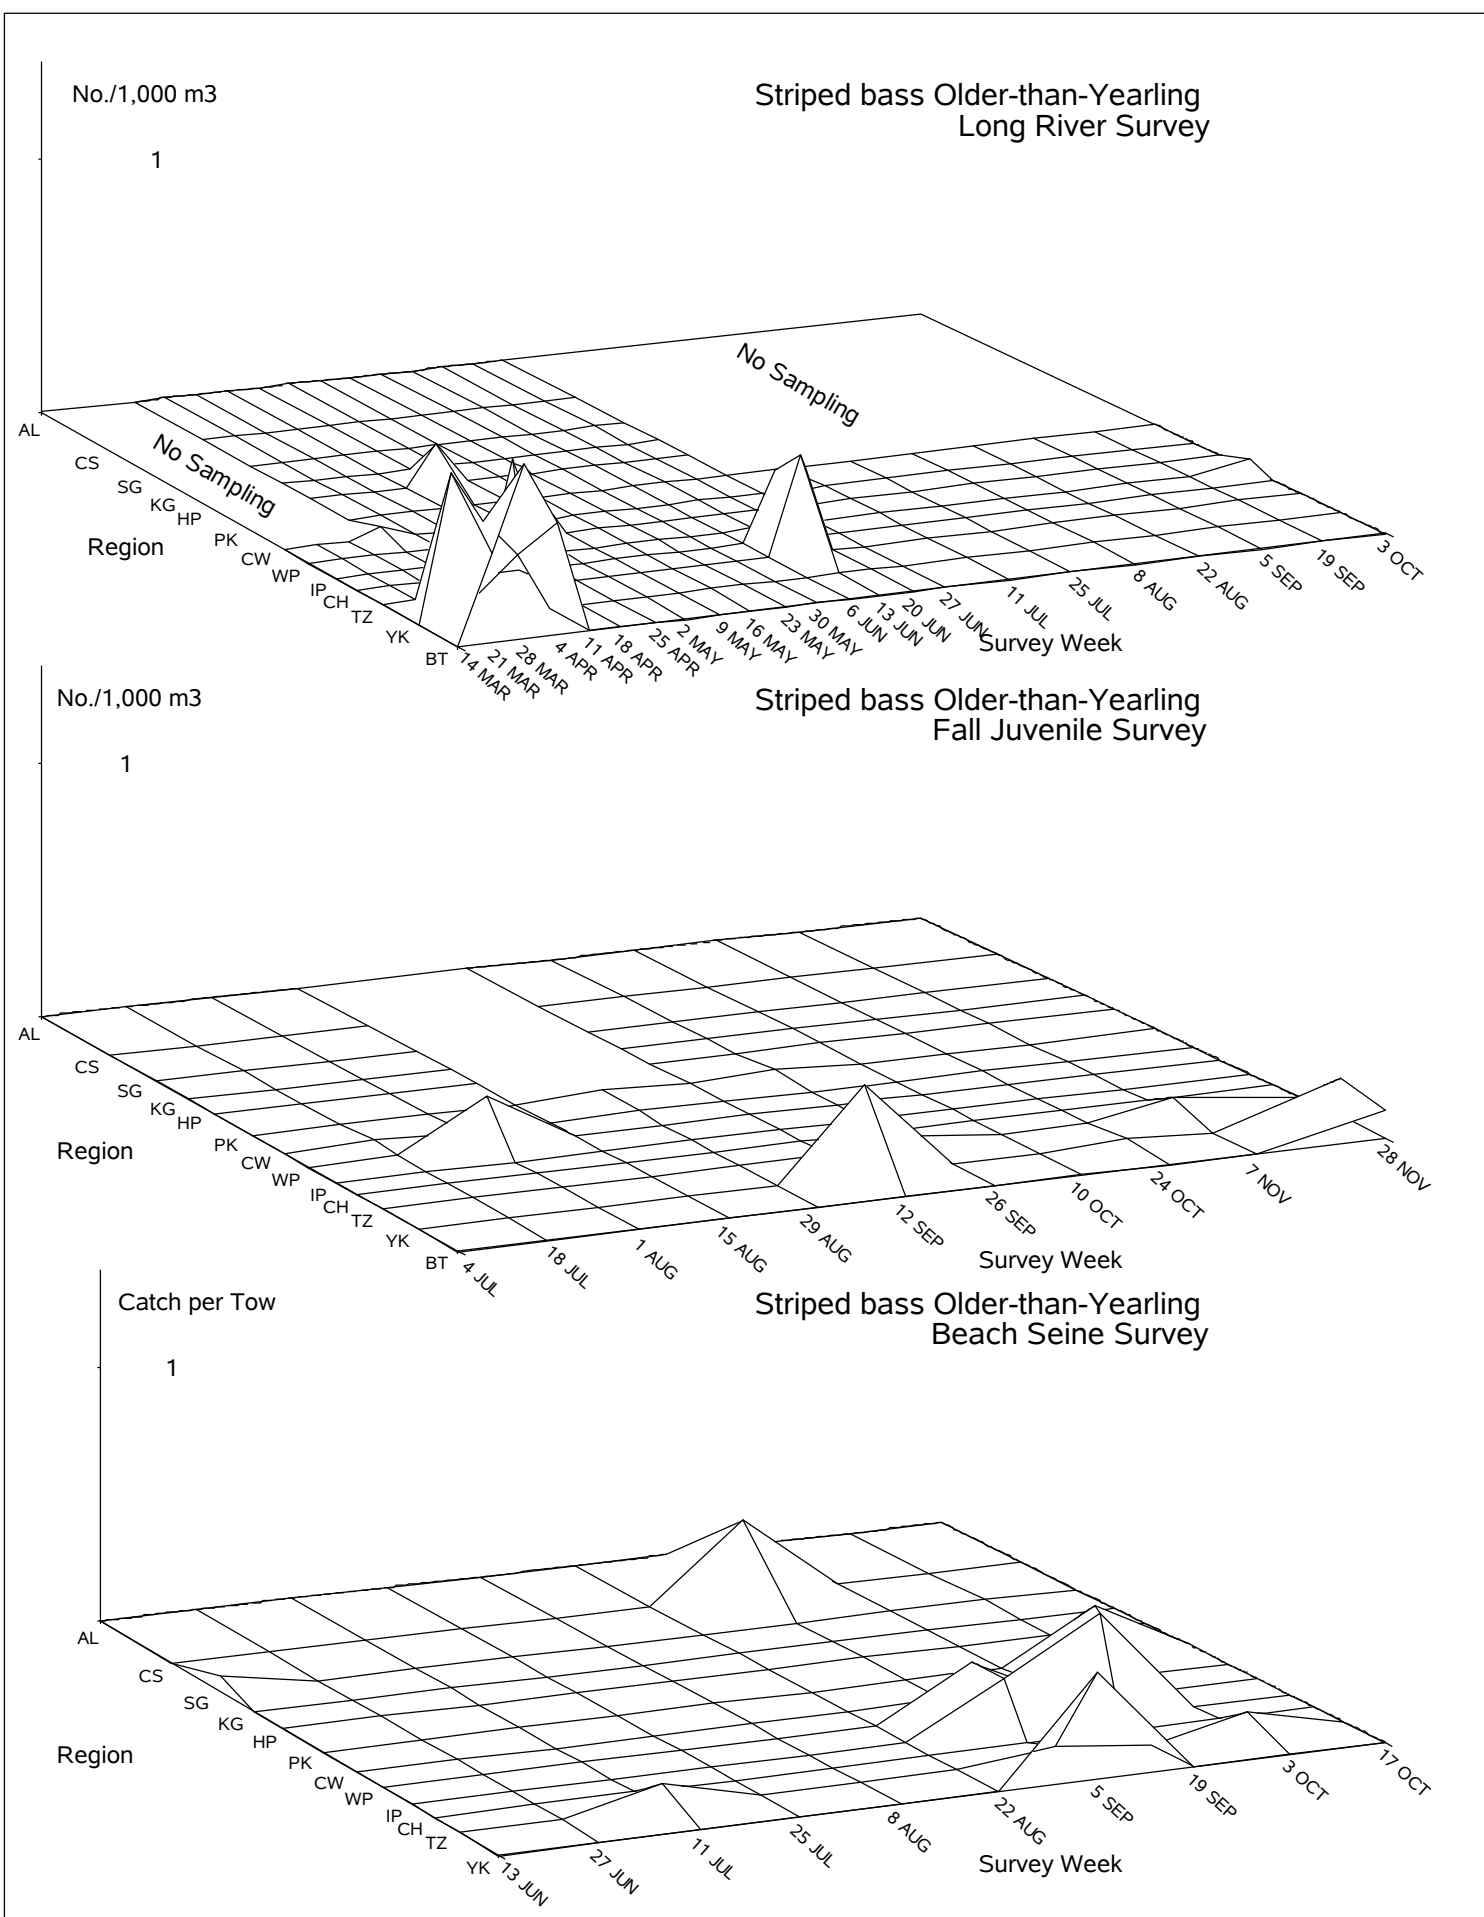 No./1,000 m3
Striped bass Older-than-Yearling
Long River Survey
1
No Sampling
No Sampling
AL
CS
SG
KG
HP
PK
CW
WP
IP
CH
TZ
YK
BT
Region
14 MAR
21 MAR
28 MAR
4 APR
11 APR
18 APR
25 APR
2 MAY
9 MAY
16 MAY
23 MAY
30 MAY
6 JUN
13 JUN
20 JUN
27 JUN
11 JUL
25 JUL
8 AUG
22 AUG
5 SEP
19 SEP
3 OCT
Survey Week
No./1,000 m3
Striped bass Older-than-Yearling
Fall Juvenile Survey
1
AL
CS
SG
KG
HP
PK
CW
WP
IP
CH
TZ
YK
BT
Region
4 JUL
18 JUL
1 AUG
15 AUG
29 AUG
12 SEP
26 SEP
10 OCT
24 OCT
7 NOV
28 NOV
Survey Week
Catch per Tow
Striped bass Older-than-Yearling
Beach Seine Survey
1
AL
CS
SG
KG
HP
PK
CW
WP
IP
CH
TZ
YK
Region
13 JUN
27 JUN
11 JUL
25 JUL
8 AUG
22 AUG
5 SEP
19 SEP
3 OCT
17 OCT
Survey Week